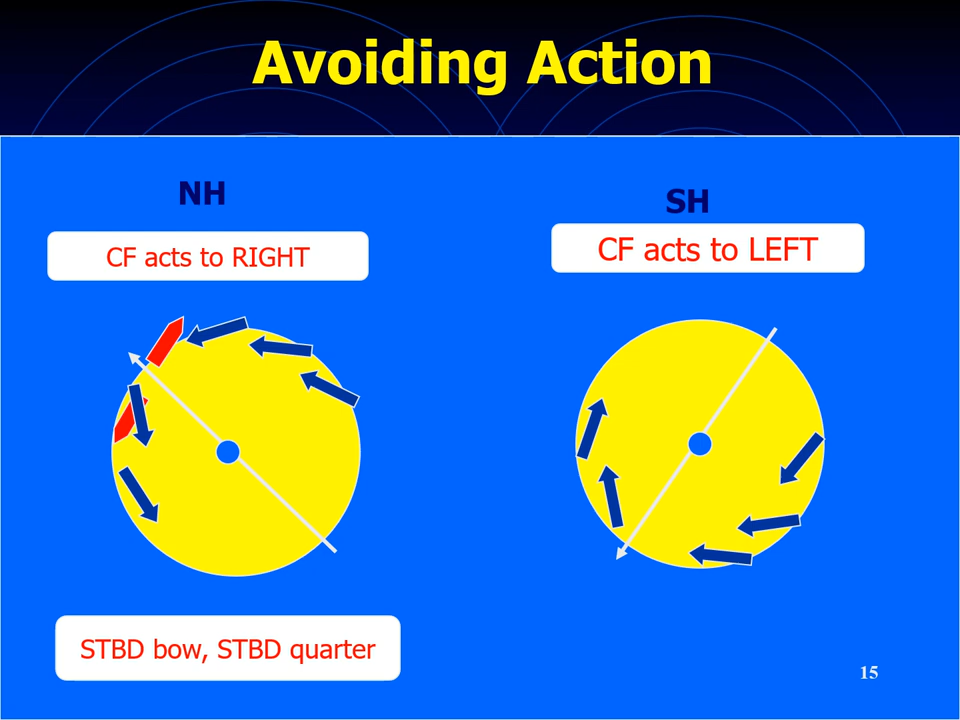 Avoiding Action
NH
SH
CF acts to RIGHT
CF acts to LEFT
STBD bow, STBD quarter
15